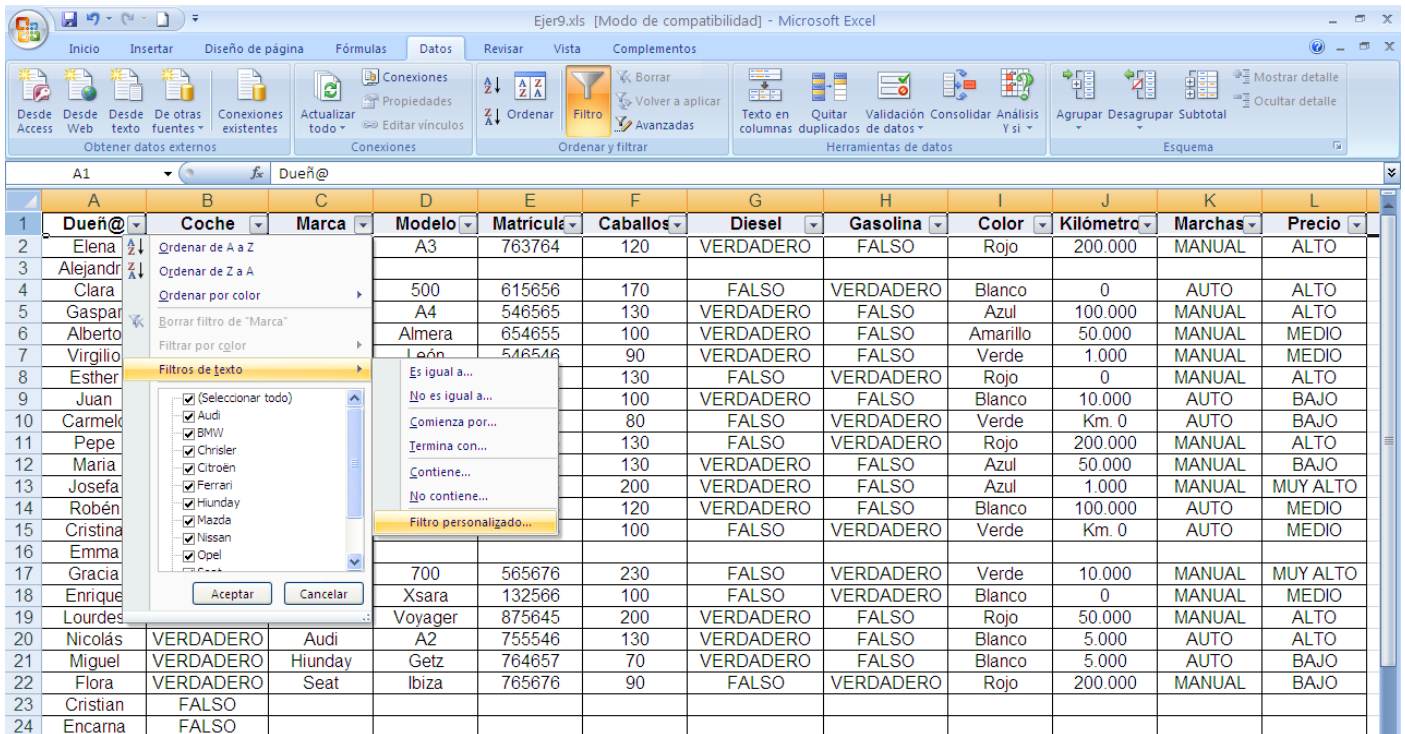 Ejer9.xls [Modo de compatibilidad] - Microsoft Excel
Inicio Insertar Diseño de página Fórmulas Datos Revisar Vista Complementos
Desde Access
Desde Web
Desde texto
De otras fuentes
Conexiones existentes
Obtener datos externos
Actualizar todo
Conexiones
Propiedades
Editar vínculos
Conexiones
Ordenar
Filtro
Borrar
Volver a aplicar
Avanzadas
Ordenar y filtrar
Texto en columnas
Quitar duplicados
Validación de datos
Consolidar
Análisis Y si
Herramientas de datos
Agrupar
Desagrupar
Subtotal
Mostrar detalle
Ocultar detalle
Esquema
A1 fx Dueñ@
A B C D E F G H I J K L
1 Dueñ@ Coche Marca Modelo Matrícula Caballos Diesel Gasolina Color Kilómetro Marchas Precio
2 Elena A3 763764 120 VERDADERO FALSO Rojo 200.000 MANUAL ALTO
3 Alejandr
4 Clara 500 615656 170 FALSO VERDADERO Blanco 0 AUTO ALTO
5 Gaspar A4 546565 130 VERDADERO FALSO Azul 100.000 MANUAL ALTO
6 Alberto Almera 654655 100 VERDADERO FALSO Amarillo 50.000 MANUAL MEDIO
7 Virgilio León 546546 90 VERDADERO FALSO Verde 1.000 MANUAL MEDIO
8 Esther 130 FALSO VERDADERO Rojo 0 MANUAL ALTO
9 Juan 100 VERDADERO FALSO Blanco 10.000 AUTO BAJO
10 Carmelo 80 FALSO VERDADERO Verde Km. 0 AUTO BAJO
11 Pepe 130 FALSO VERDADERO Rojo 200.000 MANUAL ALTO
12 Maria 130 VERDADERO FALSO Azul 50.000 MANUAL BAJO
13 Josefa 200 VERDADERO FALSO Azul 1.000 MANUAL MUY ALTO
14 Robén 120 VERDADERO FALSO Blanco 100.000 AUTO MEDIO
15 Cristina 100 FALSO VERDADERO Verde Km. 0 AUTO MEDIO
16 Emma
17 Gracia 700 565676 230 FALSO VERDADERO Verde 10.000 MANUAL MUY ALTO
18 Enrique Xsara 132566 100 FALSO VERDADERO Blanco 0 MANUAL MEDIO
19 Lourdes Voyager 875645 200 VERDADERO FALSO Rojo 50.000 MANUAL ALTO
20 Nicolás VERDADERO Audi A2 755546 130 VERDADERO FALSO Blanco 5.000 AUTO ALTO
21 Miguel VERDADERO Hiunday Getz 764657 70 VERDADERO FALSO Blanco 5.000 AUTO BAJO
22 Flora VERDADERO Seat Ibiza 765676 90 FALSO VERDADERO Rojo 200.000 MANUAL BAJO
23 Cristian FALSO
24 Encarna FALSO
Ordenar de A a Z
Ordenar de Z a A
Ordenar por color
Borrar filtro de "Marca"
Filtrar por color
Filtros de texto
(Seleccionar todo)
Audi
BMW
Chrisler
Citroën
Ferrari
Hiunday
Mazda
Nissan
Opel
Aceptar Cancelar
Es igual a...
No es igual a...
Comienza por...
Termina con...
Contiene...
No contiene...
Filtro personalizado...